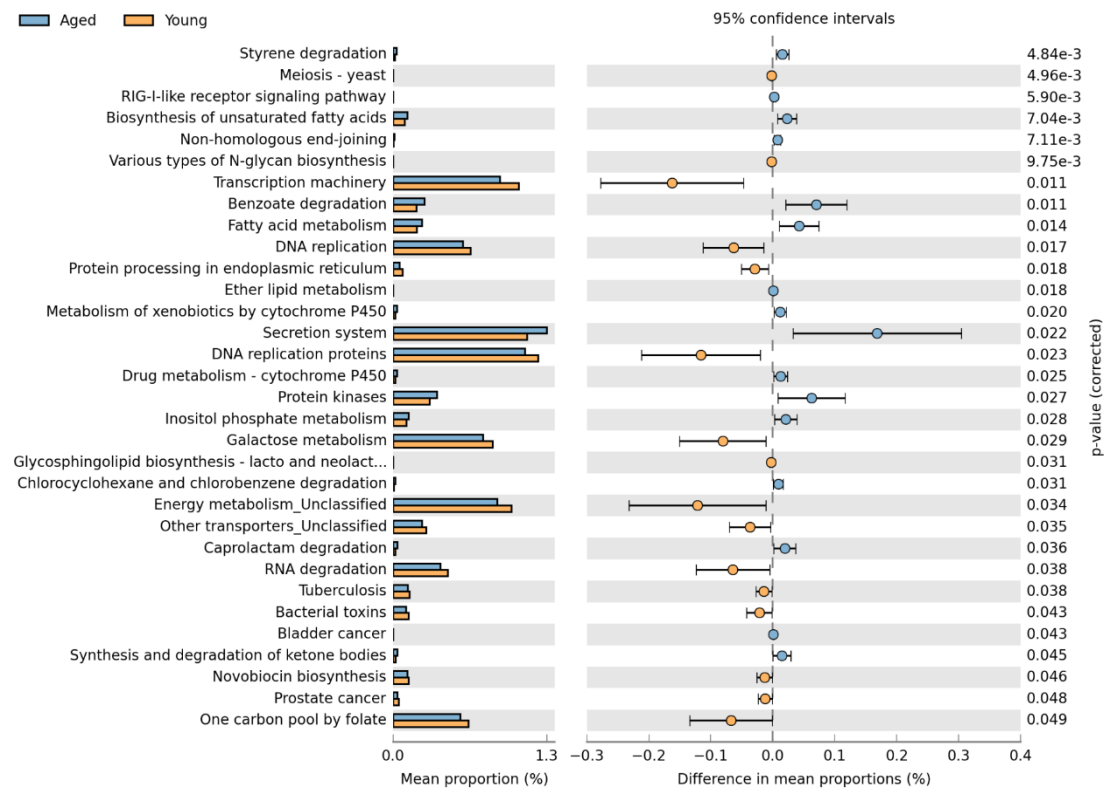 Aged Young
95% confidence intervals
Styrene degradation 4.84e-3
Meiosis - yeast 4.96e-3
RIG-I-like receptor signaling pathway 5.90e-3
Biosynthesis of unsaturated fatty acids 7.04e-3
Non-homologous end-joining 7.11e-3
Various types of N-glycan biosynthesis 9.75e-3
Transcription machinery 0.011
Benzoate degradation 0.011
Fatty acid metabolism 0.014
DNA replication 0.017
Protein processing in endoplasmic reticulum 0.018
Ether lipid metabolism 0.018
Metabolism of xenobiotics by cytochrome P450 0.020
Secretion system 0.022
DNA replication proteins 0.023
Drug metabolism - cytochrome P450 0.025
Protein kinases 0.027
Inositol phosphate metabolism 0.028
Galactose metabolism 0.029
Glycosphingolipid biosynthesis - lacto and neolact... 0.031
Chlorocyclohexane and chlorobenzene degradation 0.031
Energy metabolism_Unclassified 0.034
Other transporters_Unclassified 0.035
Caprolactam degradation 0.036
RNA degradation 0.038
Tuberculosis 0.038
Bacterial toxins 0.043
Bladder cancer 0.043
Synthesis and degradation of ketone bodies 0.045
Novobiocin biosynthesis 0.046
Prostate cancer 0.048
One carbon pool by folate 0.049
p-value (corrected)
0.0 1.3 −0.3 −0.2 −0.1 0.0 0.1 0.2 0.3 0.4
Mean proportion (%) Difference in mean proportions (%)